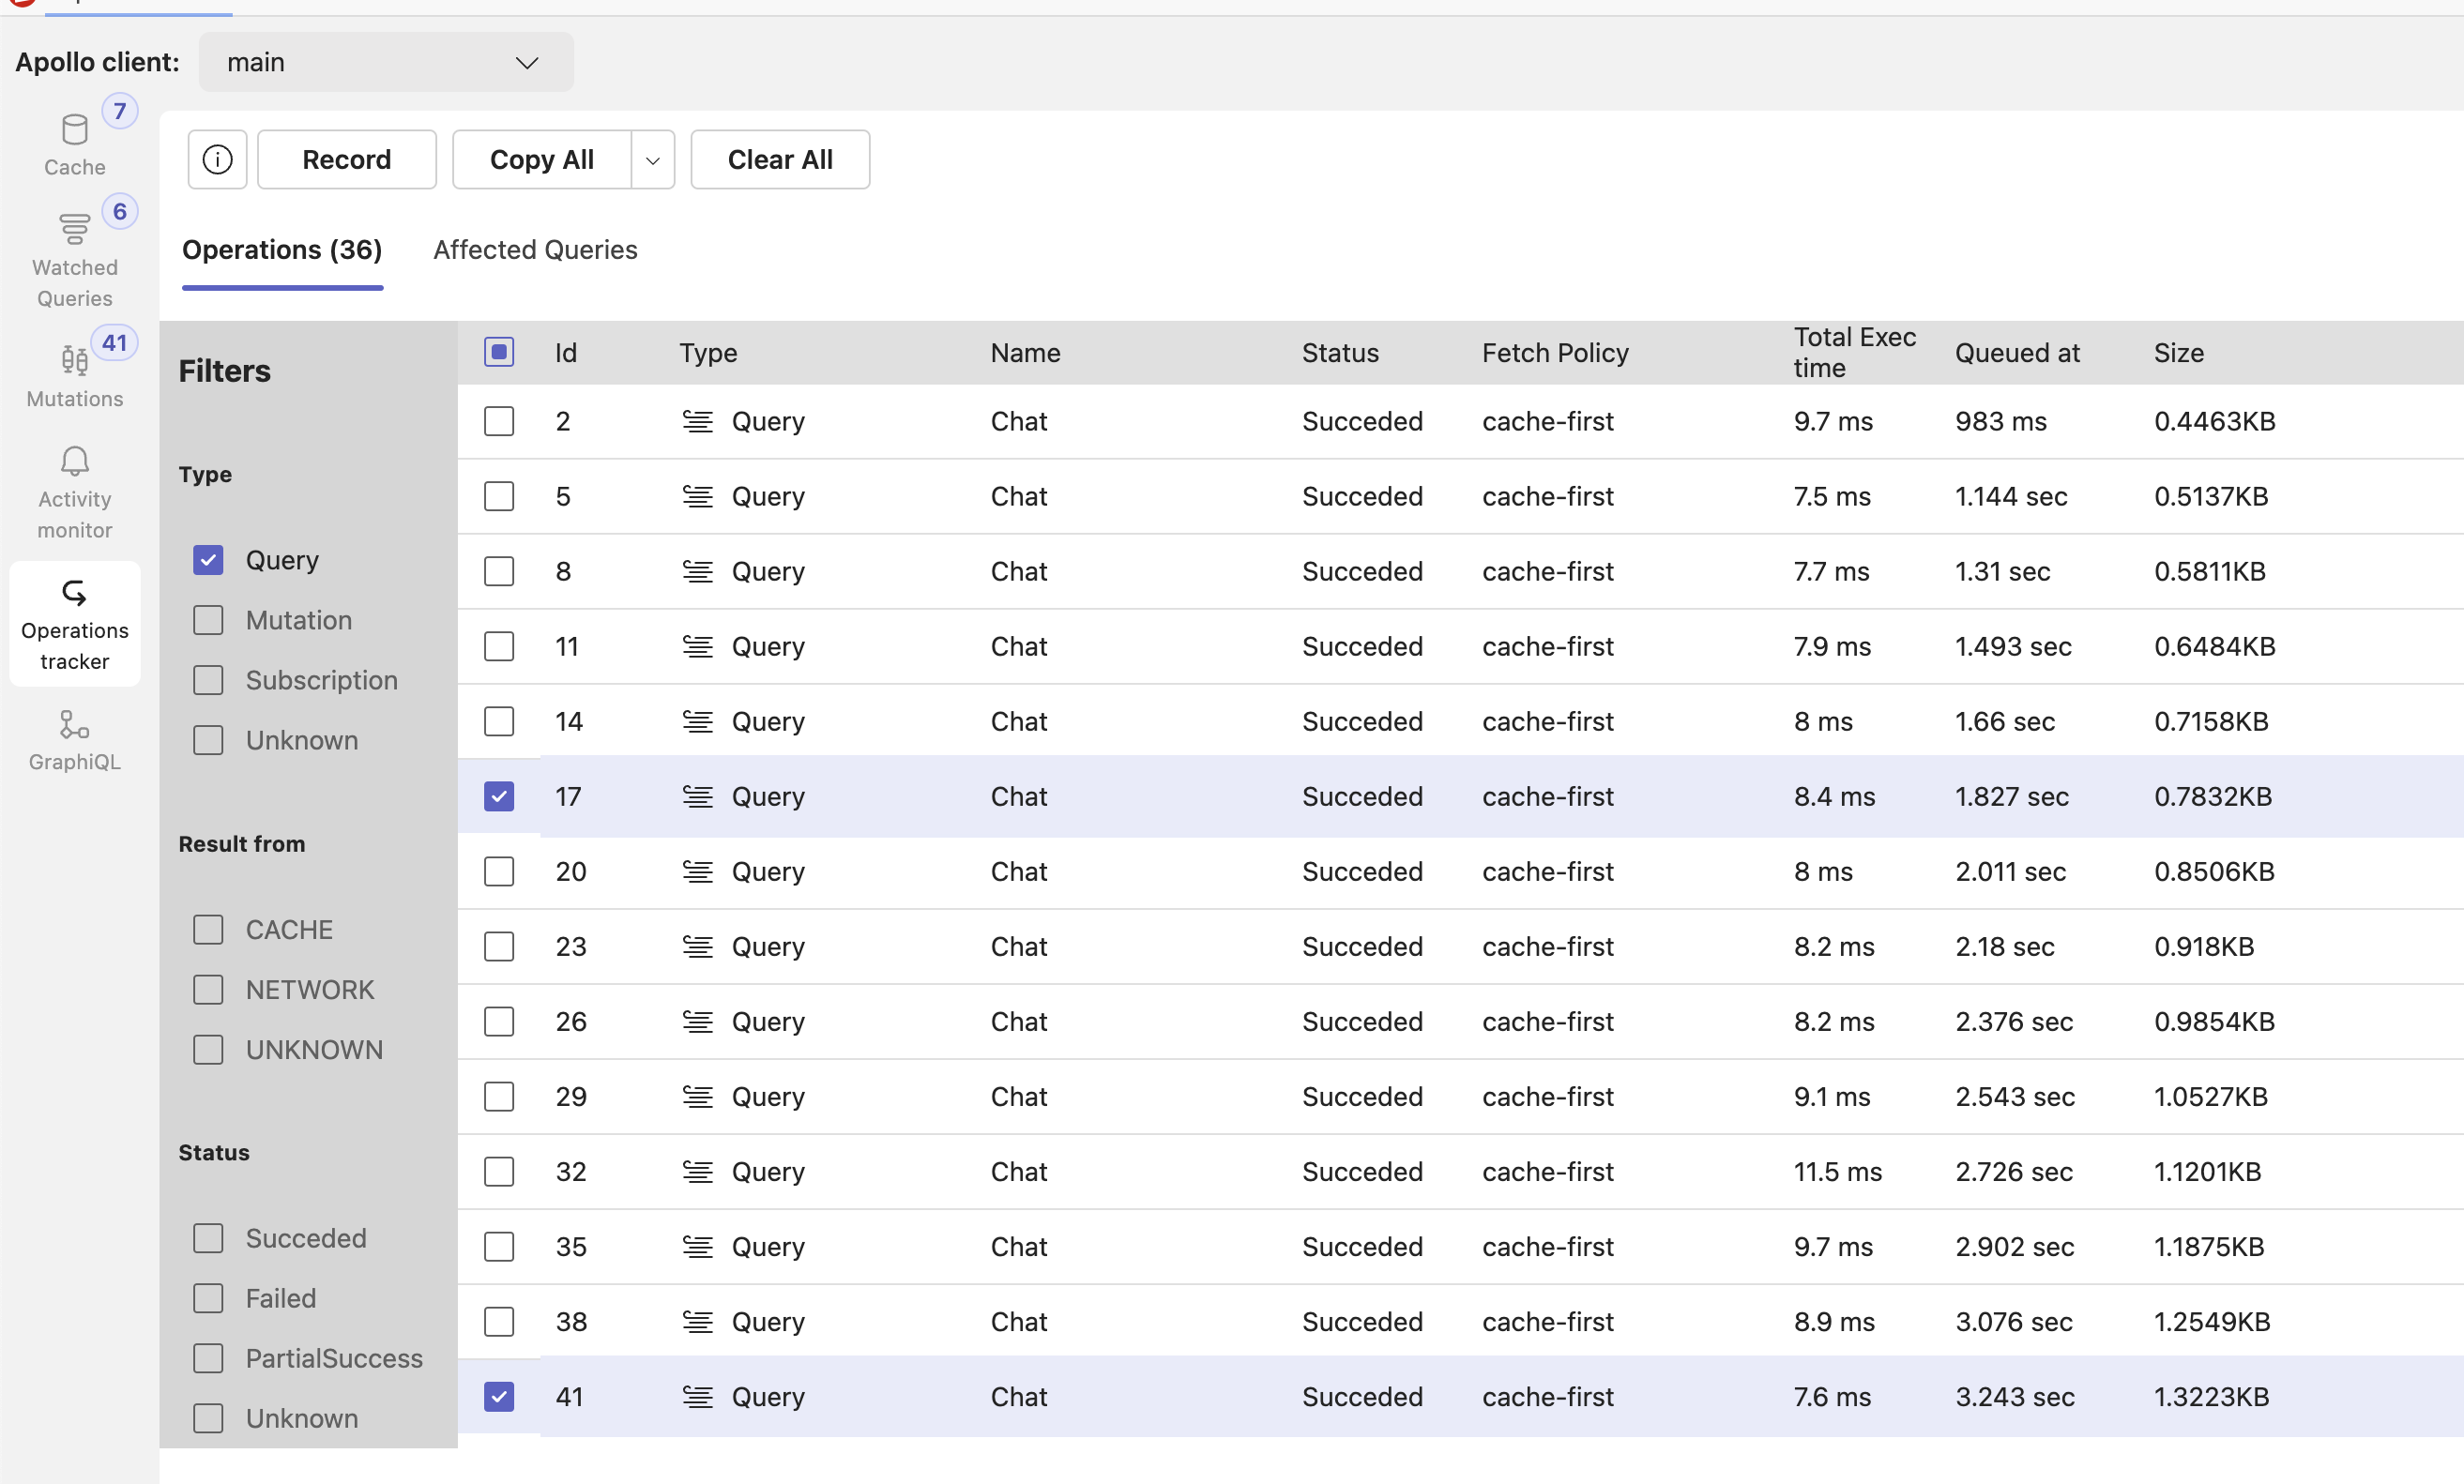 Apollo client: main
7
Cache
6
Watched
Queries
41
Mutations
Activity
monitor
Operations
tracker
GraphiQL
Record Copy All Clear All
Operations (36) Affected Queries
Filters
Type
Query
Mutation
Subscription
Unknown
Result from
CACHE
NETWORK
UNKNOWN
Status
Succeded
Failed
PartialSuccess
Unknown
Id Type Name Status Fetch Policy Total Exec time Queued at Size
2 Query Chat Succeded cache-first 9.7 ms 983 ms 0.4463KB
5 Query Chat Succeded cache-first 7.5 ms 1.144 sec 0.5137KB
8 Query Chat Succeded cache-first 7.7 ms 1.31 sec 0.5811KB
11 Query Chat Succeded cache-first 7.9 ms 1.493 sec 0.6484KB
14 Query Chat Succeded cache-first 8 ms 1.66 sec 0.7158KB
17 Query Chat Succeded cache-first 8.4 ms 1.827 sec 0.7832KB
20 Query Chat Succeded cache-first 8 ms 2.011 sec 0.8506KB
23 Query Chat Succeded cache-first 8.2 ms 2.18 sec 0.918KB
26 Query Chat Succeded cache-first 8.2 ms 2.376 sec 0.9854KB
29 Query Chat Succeded cache-first 9.1 ms 2.543 sec 1.0527KB
32 Query Chat Succeded cache-first 11.5 ms 2.726 sec 1.1201KB
35 Query Chat Succeded cache-first 9.7 ms 2.902 sec 1.1875KB
38 Query Chat Succeded cache-first 8.9 ms 3.076 sec 1.2549KB
41 Query Chat Succeded cache-first 7.6 ms 3.243 sec 1.3223KB